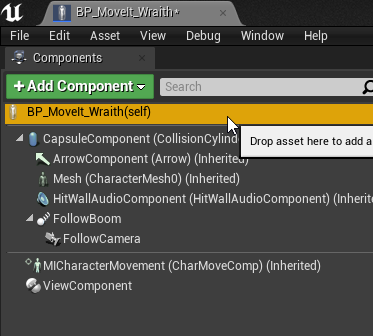 BP_MoveIt_Wraith*
File Edit Asset View Debug Window Help
Components
+ Add Component Search
BP_MoveIt_Wraith(self)
Drop asset here to add a
CapsuleComponent (CollisionCylinde
ArrowComponent (Arrow) (Inherited)
Mesh (CharacterMesh0) (Inherited)
HitWallAudioComponent (HitWallAudioComponent) (Inherite
FollowBoom
FollowCamera
MICharacterMovement (CharMoveComp) (Inherited)
ViewComponent